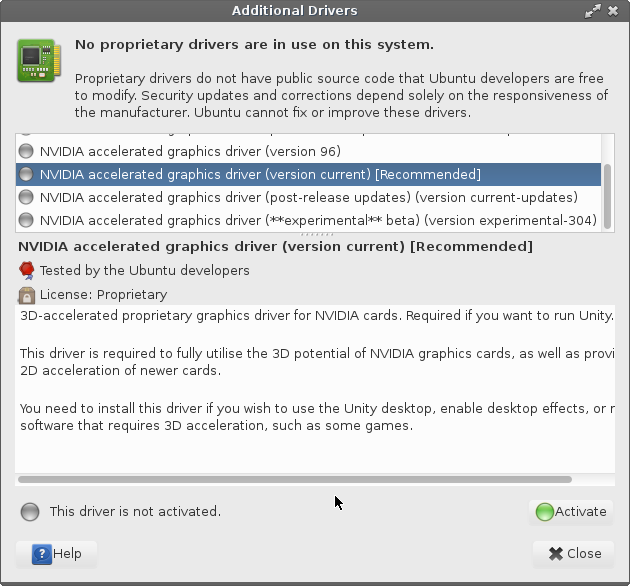 Additional Drivers
No proprietary drivers are in use on this system.
Proprietary drivers do not have public source code that Ubuntu developers are free
to modify. Security updates and corrections depend solely on the responsiveness of
the manufacturer. Ubuntu cannot fix or improve these drivers.
NVIDIA accelerated graphics driver (version 96)
NVIDIA accelerated graphics driver (version current) [Recommended]
NVIDIA accelerated graphics driver (post-release updates) (version current-updates)
NVIDIA accelerated graphics driver (**experimental** beta) (version experimental-304)
NVIDIA accelerated graphics driver (version current) [Recommended]
Tested by the Ubuntu developers
License: Proprietary
3D-accelerated proprietary graphics driver for NVIDIA cards. Required if you want to run Unity.
This driver is required to fully utilise the 3D potential of NVIDIA graphics cards, as well as provi
2D acceleration of newer cards.
You need to install this driver if you wish to use the Unity desktop, enable desktop effects, or r
software that requires 3D acceleration, such as some games.
This driver is not activated.
Activate
Help
Close